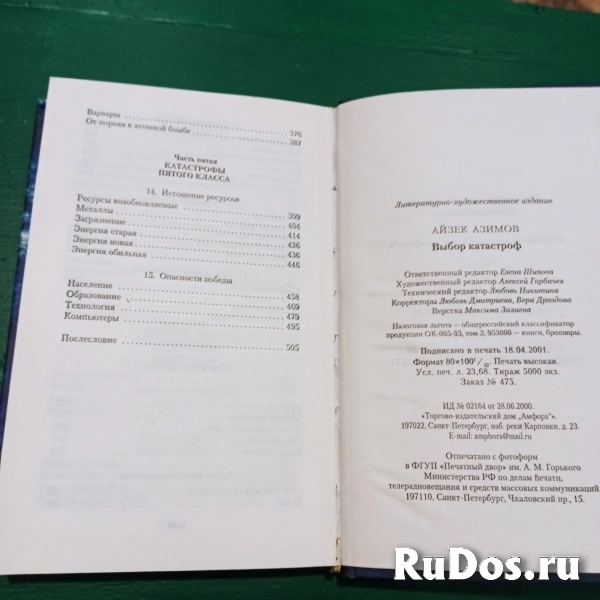 Варвары 376
От пороха к атомной бомбе 387
Часть пятая
КАТАСТРОФЫ
ПЯТОГО КЛАССА
14. Истощение ресурсов
Ресурсы возобновляемые 399
Металлы 404
Загрязнение 414
Энергия старая 426
Энергия новая 436
Энергия обильная 446
15. Опасности победы
Население 458
Образование 469
Технология 479
Компьютеры 495
Послесловие 505
Литературно-художественное издание
АЙЗЕК АЗИМОВ
Выбор катастроф
Ответственный редактор Елена Шипова
Художественный редактор Алексей Горбачев
Технический редактор Любовь Никитина
Корректоры Любовь Дмитриева, Вера Дроздова
Верстка Максима Залиева
Налоговая льгота — общероссийский классификатор
продукции ОК-005-93, том 2; 953000 — книги, брошюры.
Подписано в печать 18.04.2001.
Формат 80×100 1/32. Печать высокая.
Усл. печ. л. 23,68. Тираж 5000 экз.
Заказ № 475.
ИД № 02164 от 28.06.2000.
«Торгово-издательский дом „Амфора“».
197022, Санкт-Петербург, наб. реки Карповки, д. 23.
E-mail: amphora@mail.ru
Отпечатано с фотоформ
в ФГУП «Печатный двор» им. А. М. Горького
Министерства РФ по делам печати,
телерадиовещания и средств массовых коммуникаций
197110, Санкт-Петербург, Чкаловский пр., 15.
RuDos.ru